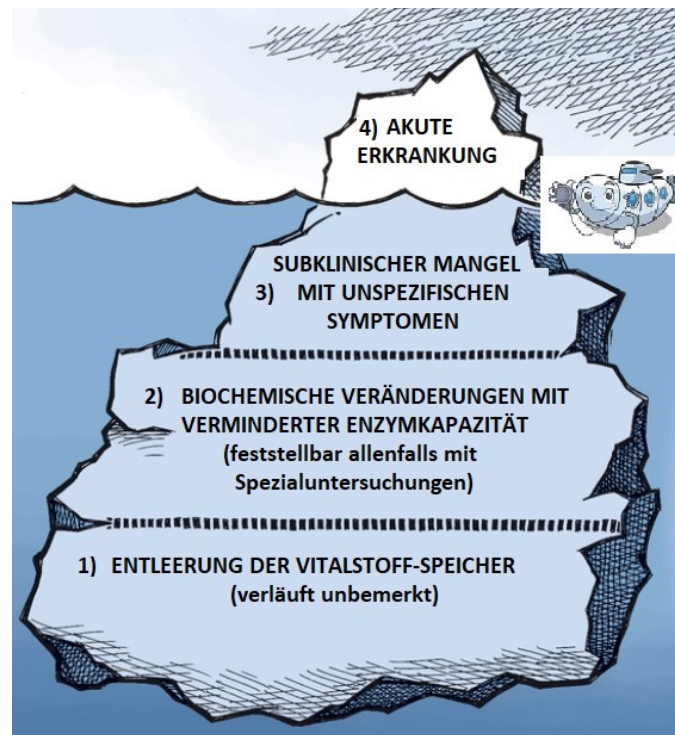 4) AKUTE
ERKRANKUNG
SUBKLINISCHER MANGEL
3) MIT UNSPEZIFISCHEN
SYMPTOMEN
2) BIOCHEMISCHE VERÄNDERUNGEN MIT
VERMINDERTER ENZYMKAPAZITÄT
(feststellbar allenfalls mit
Spezialuntersuchungen)
1) ENTLEERUNG DER VITALSTOFF-SPEICHER
(verläuft unbemerkt)